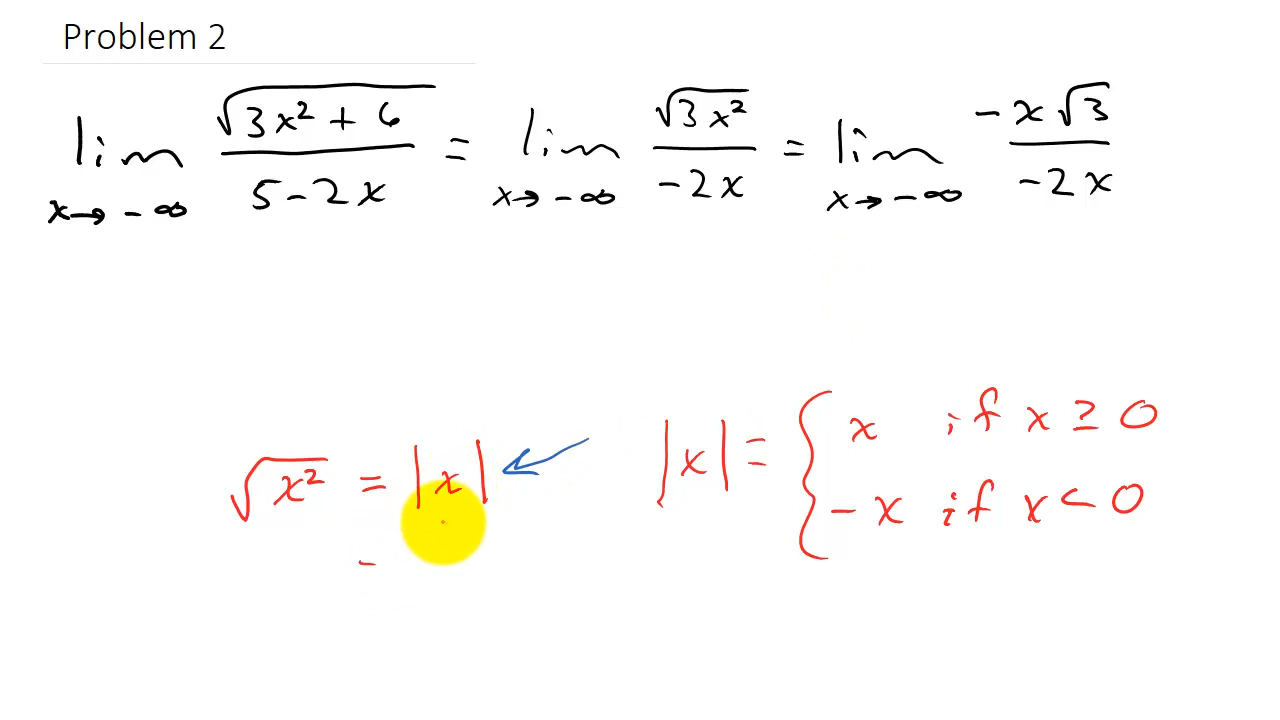 Problem 2
lim x→-∞ √(3x² + 6) / (5-2x) = lim x→-∞ √(3x²) / (-2x) = lim x→-∞ -x√3 / (-2x)
√(x²) = |x|
=
|x| = { x if x ≥ 0
-x if x < 0